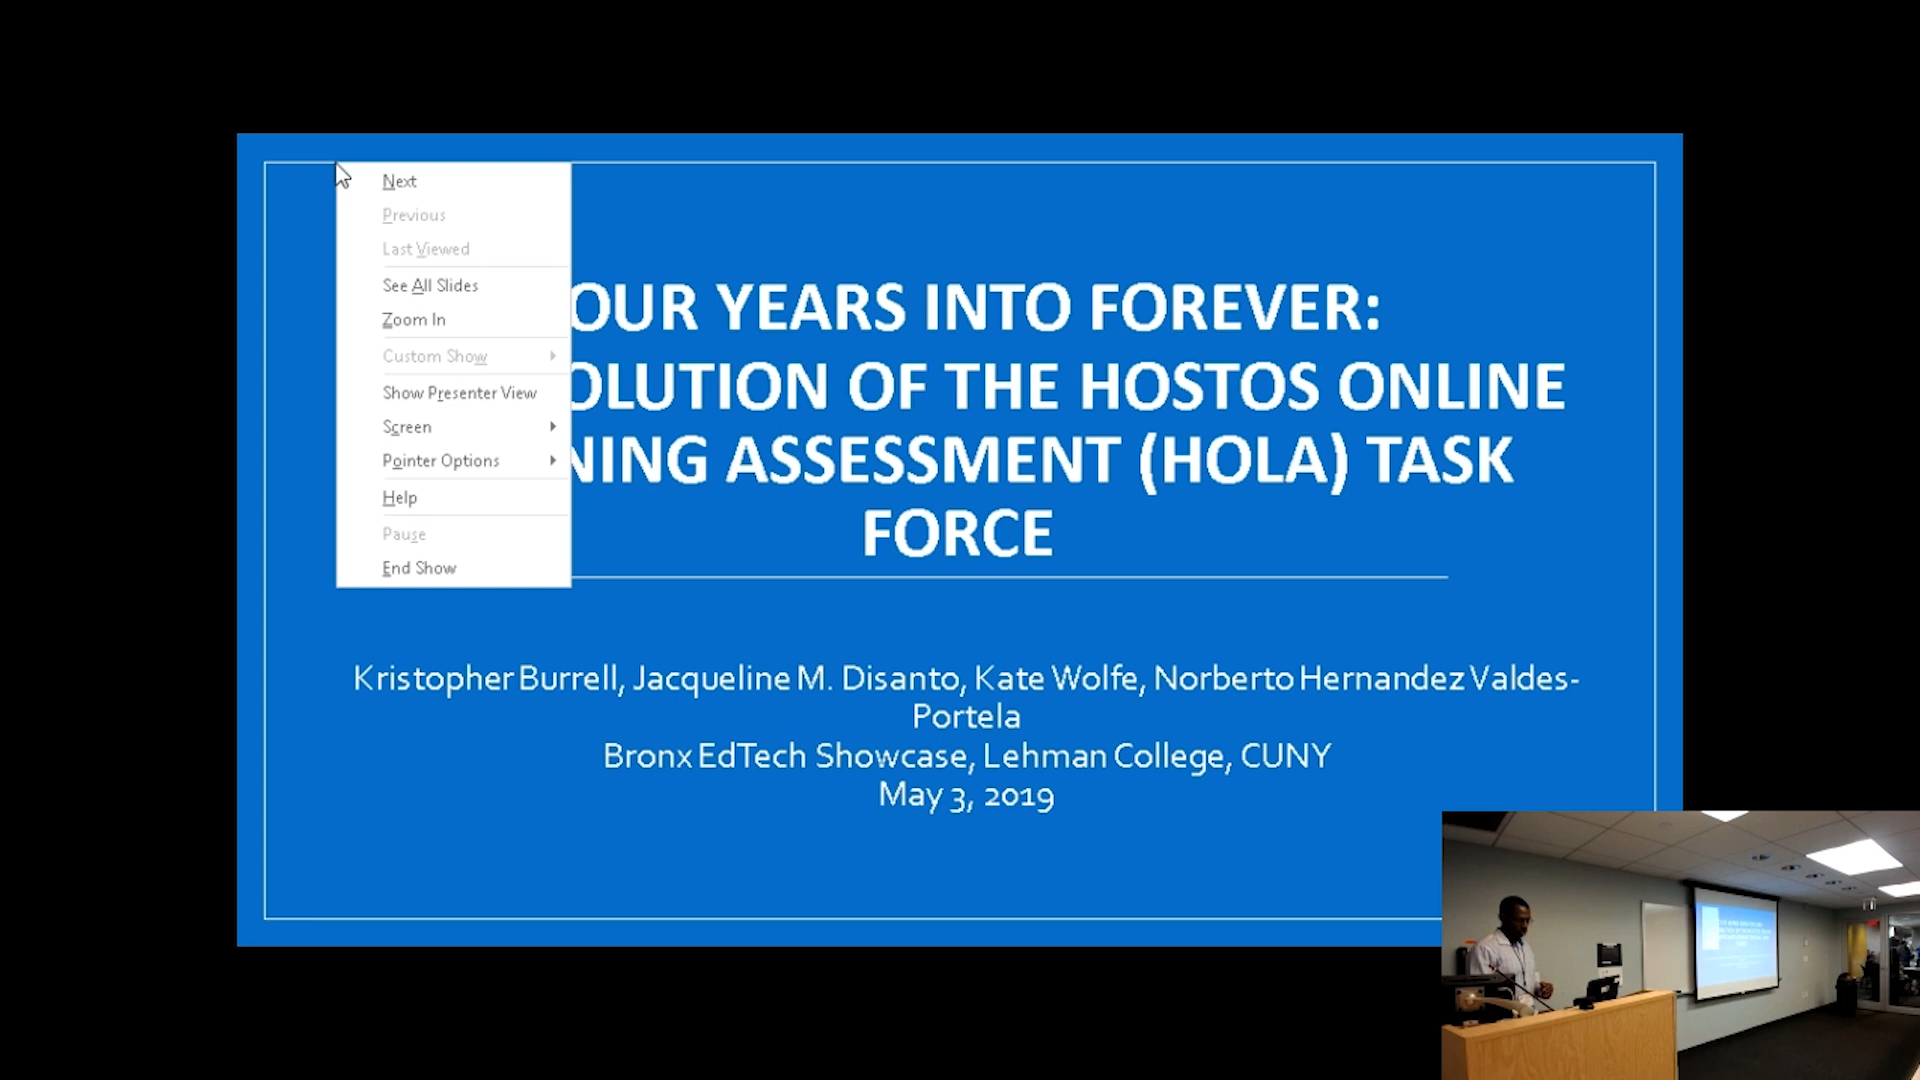 Next
Previous
Last Viewed
See All Slides
Zoom In
Custom Show
Show Presenter View
Screen
Pointer Options
Help
Pause
End Show
OUR YEARS INTO FOREVER:
OLUTION OF THE HOSTOS ONLINE
NING ASSESSMENT (HOLA) TASK
FORCE
Kristopher Burrell, Jacqueline M. Disanto, Kate Wolfe, Norberto Hernandez Valdes-
Portela
Bronx EdTech Showcase, Lehman College, CUNY
May 3, 2019